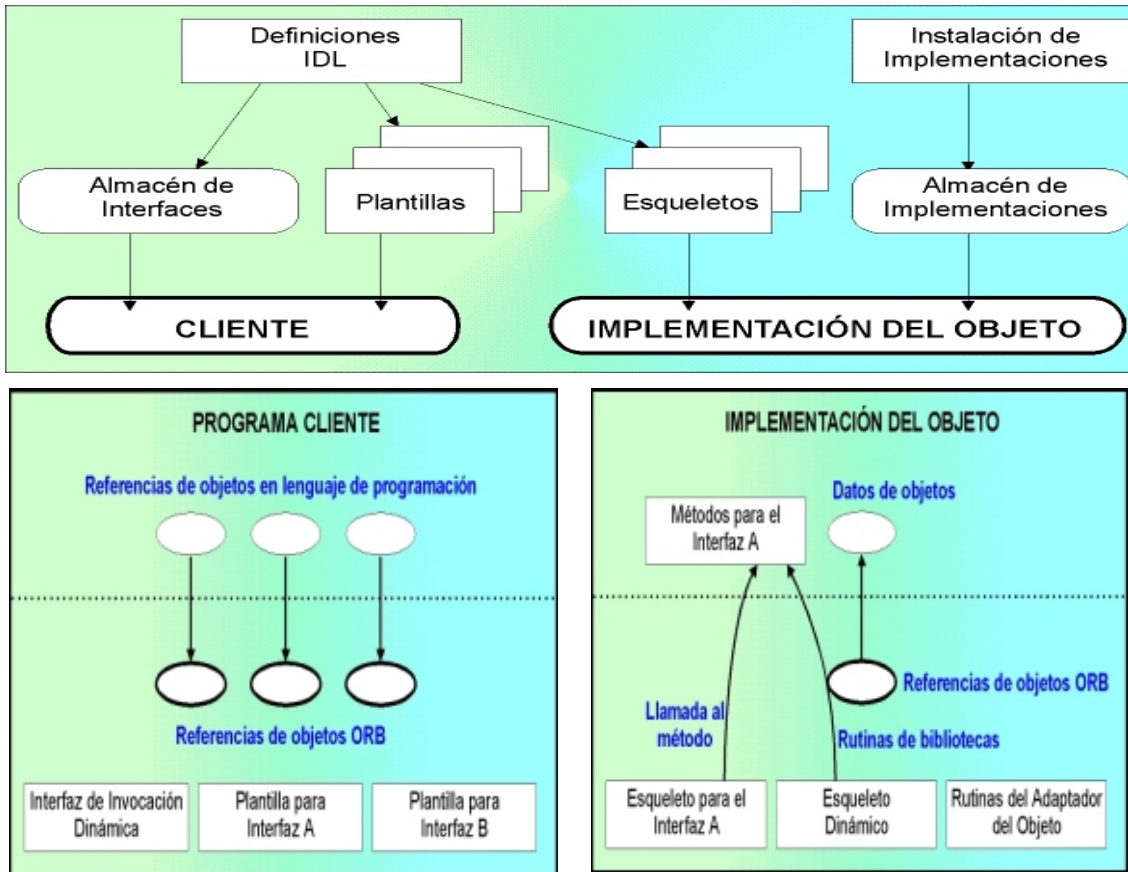 Definiciones
IDL
Instalación de
Implementaciones
Almacén de
Interfaces
Plantillas
Esqueletos
Almacén de
Implementaciones
CLIENTE
IMPLEMENTACIÓN DEL OBJETO
PROGRAMA CLIENTE
Referencias de objetos en lenguaje de programación
Referencias de objetos ORB
Interfaz de Invocación
Dinámica
Plantilla para
Interfaz A
Plantilla para
Interfaz B
IMPLEMENTACIÓN DEL OBJETO
Datos de objetos
Métodos para el
Interfaz A
Referencias de objetos ORB
Llamada al
método
Rutinas de bibliotecas
Esqueleto para el
Interfaz A
Esqueleto
Dinámico
Rutinas del Adaptador
del Objeto